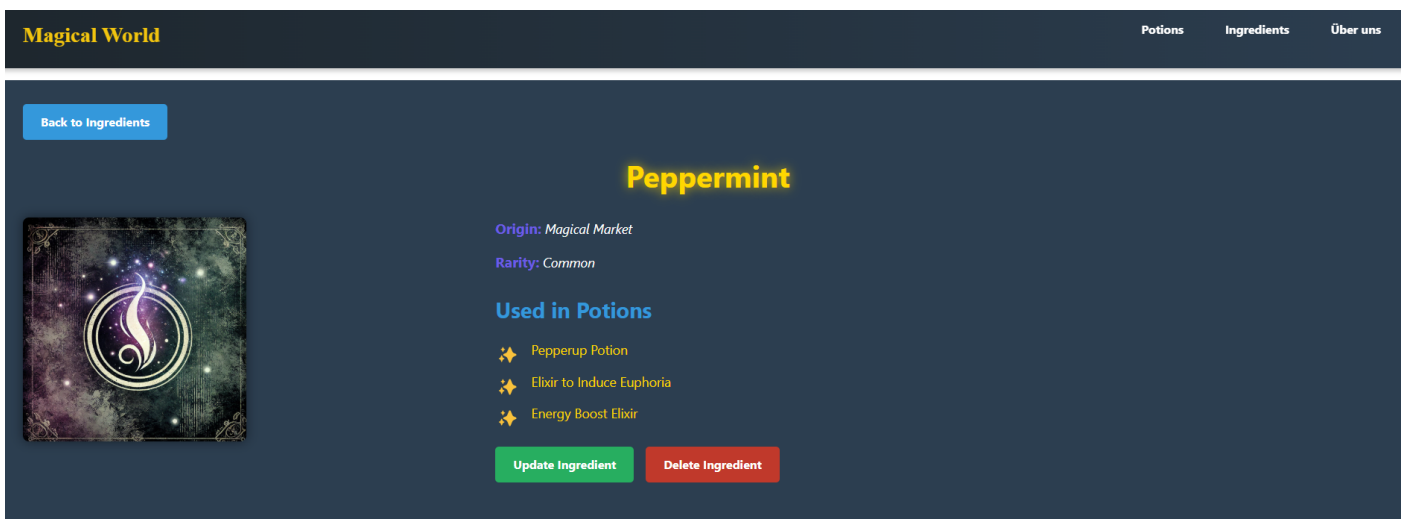 Magical World
Potions Ingredients Über uns
Back to Ingredients
Peppermint
Origin: Magical Market
Rarity: Common
Used in Potions
Pepperup Potion
Elixir to Induce Euphoria
Energy Boost Elixir
Update Ingredient Delete Ingredient